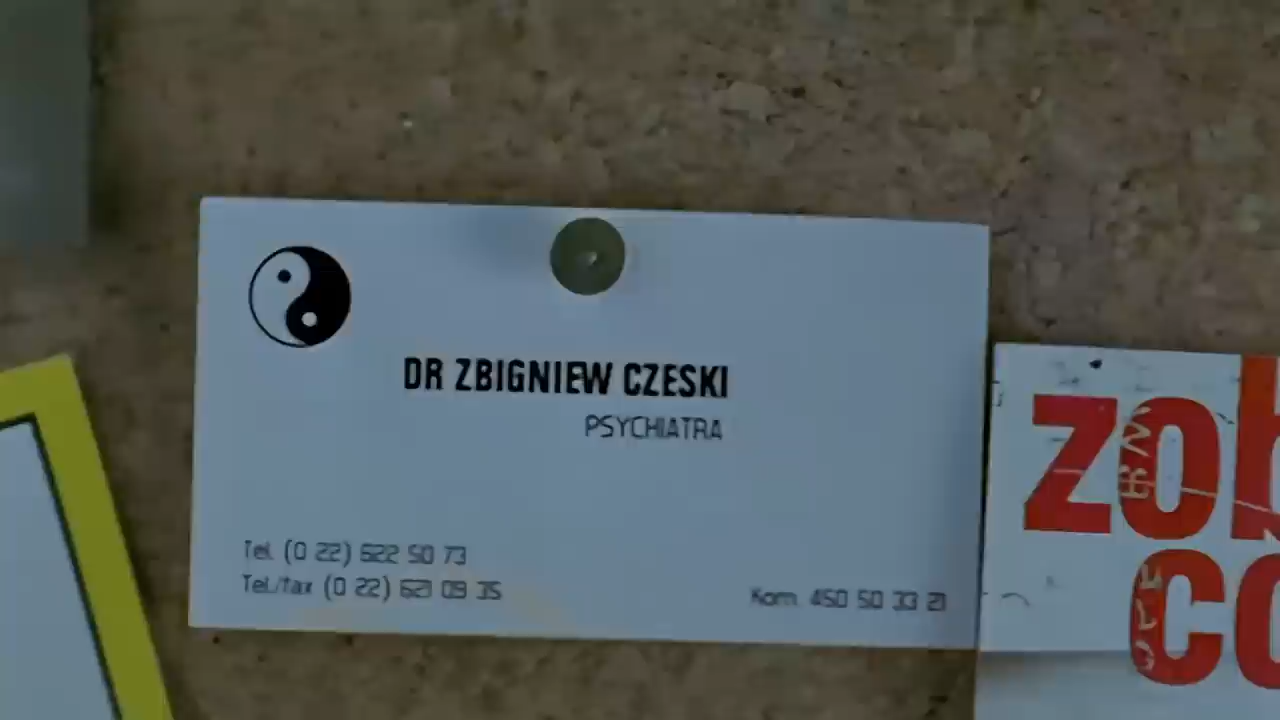 DR ZBIGNIEW CZESKI
PSYCHIATRA
Tel. (0 22) 622 50 73
Tel./fax (0 22) 621 09 35
Kom. 450 50 33 21